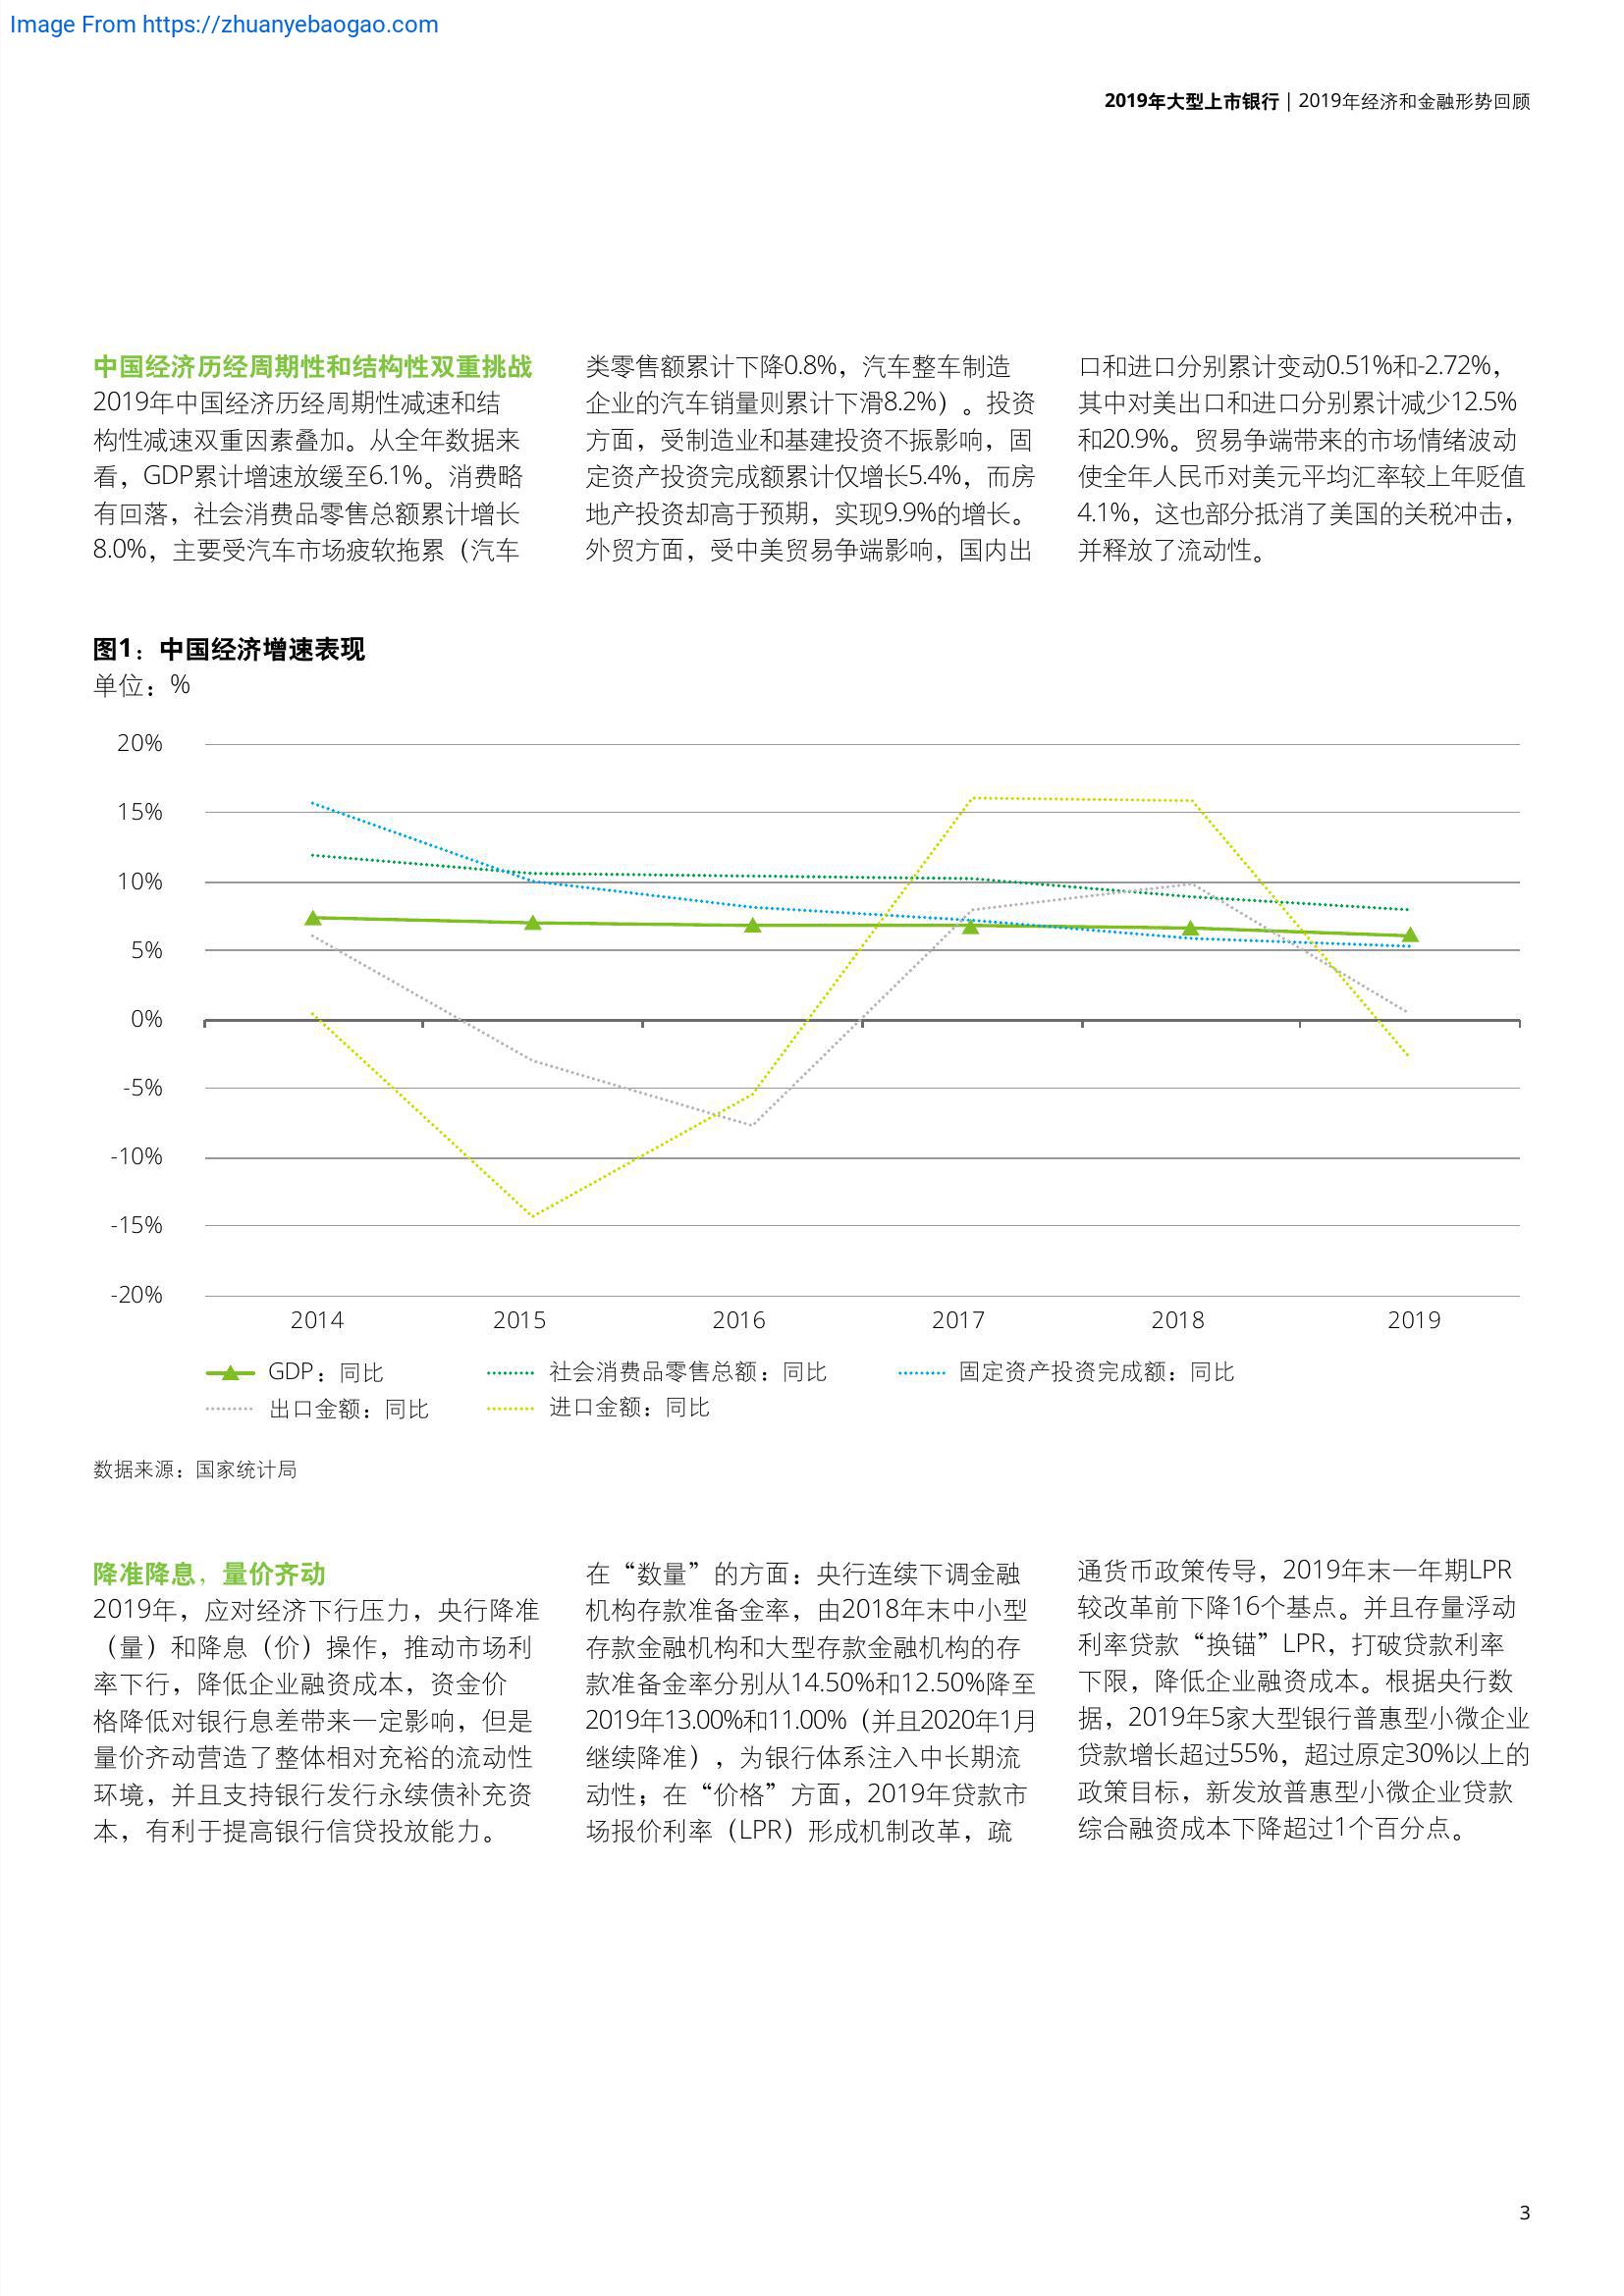 Image From https://zhuanyebaogao.com
2019年大型上市银行 | 2019年经济和金融形势回顾
中国经济历经周期性和结构性双重挑战
2019年中国经济历经周期性减速和结
构性减速双重因素叠加。从全年数据来
看，GDP累计增速放缓至6.1%。消费略
有回落，社会消费品零售总额累计增长
8.0%，主要受汽车市场疲软拖累（汽车
类零售额累计下降0.8%，汽车整车制造
企业的汽车销量则累计下滑8.2%）。投资
方面，受制造业和基建投资不振影响，固
定资产投资完成额累计仅增长5.4%，而房
地产投资却高于预期，实现9.9%的增长。
外贸方面，受中美贸易争端影响，国内出
口和进口分别累计变动0.51%和-2.72%，
其中对美出口和进口分别累计减少12.5%
和20.9%。贸易争端带来的市场情绪波动
使全年人民币对美元平均汇率较上年贬值
4.1%，这也部分抵消了美国的关税冲击，
并释放了流动性。
图1：中国经济增速表现
单位：%
20%
15%
10%
5%
0%
-5%
-10%
-15%
-20%
2014 2015 2016 2017 2018 2019
GDP：同比 社会消费品零售总额：同比 固定资产投资完成额：同比
出口金额：同比 进口金额：同比
数据来源：国家统计局
降准降息，量价齐动
2019年，应对经济下行压力，央行降准
（量）和降息（价）操作，推动市场利
率下行，降低企业融资成本，资金价
格降低对银行息差带来一定影响，但是
量价齐动营造了整体相对充裕的流动性
环境，并且支持银行发行永续债补充资
本，有利于提高银行信贷投放能力。
在“数量”的方面：央行连续下调金融
机构存款准备金率，由2018年末中小型
存款金融机构和大型存款金融机构的存
款准备金率分别从14.50%和12.50%降至
2019年13.00%和11.00%（并且2020年1月
继续降准），为银行体系注入中长期流
动性；在“价格”方面，2019年贷款市
场报价利率（LPR）形成机制改革，疏
通货币政策传导，2019年末一年期LPR
较改革前下降16个基点。并且存量浮动
利率贷款“换锚”LPR，打破贷款利率
下限，降低企业融资成本。根据央行数
据，2019年5家大型银行普惠型小微企业
贷款增长超过55%，超过原定30%以上的
政策目标，新发放普惠型小微企业贷款
综合融资成本下降超过1个百分点。
3